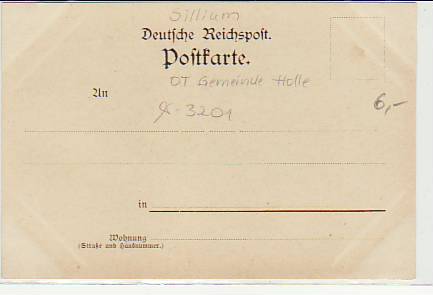 Sillium
Deutsche Reichspost.
Postkarte.
OT Gemeinde Holle
An
3201
6,-
in
Wohnung
(Straße und Hausnummer.)